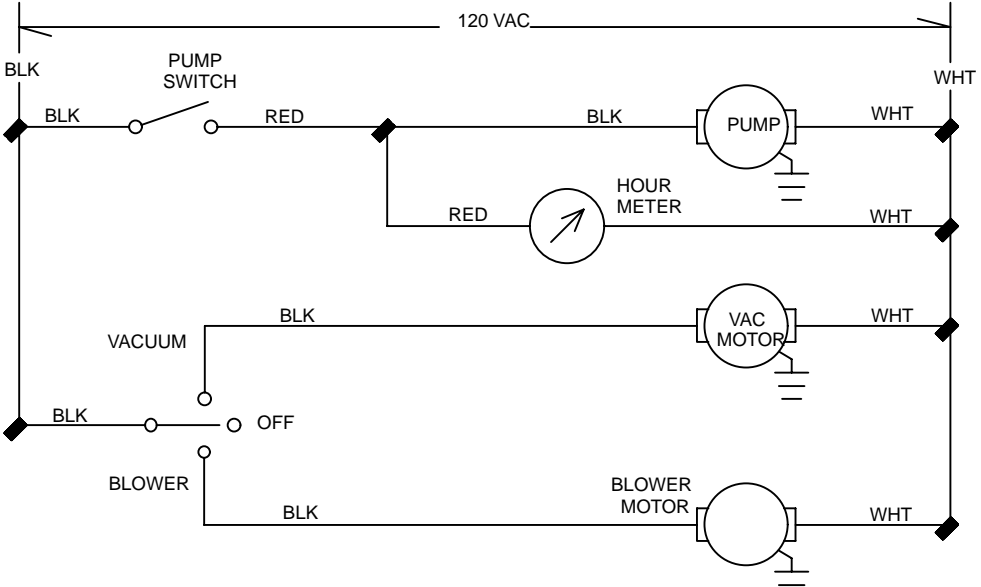 120 VAC
BLK
WHT
PUMP
SWITCH
BLK
RED
BLK
PUMP
WHT
HOUR
METER
RED
WHT
BLK
VAC
MOTOR
WHT
VACUUM
BLK
OFF
BLOWER
BLOWER
MOTOR
BLK
WHT